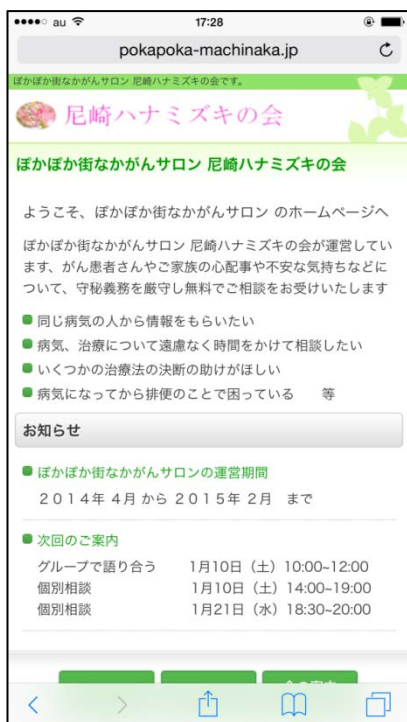 au 17:28
pokapoka-machinaka.jp
ぽかぽか街なかがんサロン 尼崎ハナミズキの会です。
尼崎ハナミズキの会
ぽかぽか街なかがんサロン 尼崎ハナミズキの会
ようこそ、ぽかぽか街なかがんサロン のホームページへ
ぽかぽか街なかがんサロン 尼崎ハナミズキの会が運営してい
ます、がん患者さんやご家族の心配事や不安な気持ちなどに
ついて、守秘義務を厳守し無料でご相談をお受けいたします
同じ病気の人から情報をもらいたい
病気、治療について遠慮なく時間をかけて相談したい
いくつかの治療法の決断の助けがほしい
病気になってから排便のことで困っている 等
お知らせ
ぽかぽか街なかがんサロンの運営期間
２０１４年 ４月 から ２０１５年 ２月 まで
次回のご案内
グループで語り合う 1月10日（土）10:00~12:00
個別相談 1月10日（土）14:00~19:00
個別相談 1月21日（水）18:30~20:00